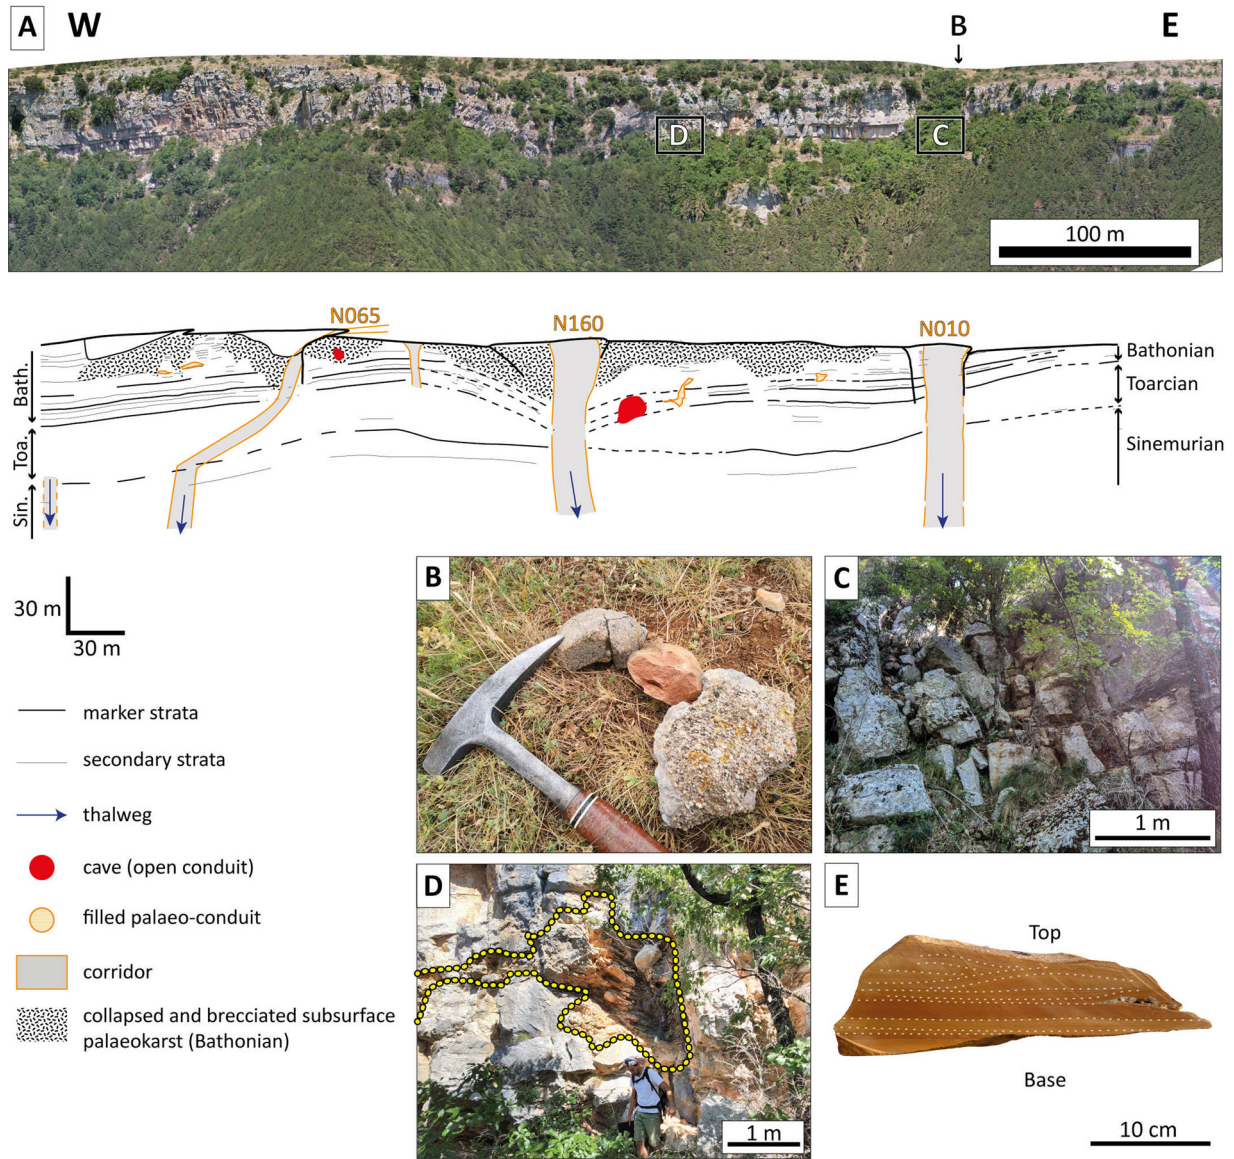 A
W
B
E
D
C
100 m
N065
N160
N010
Bath.
Toa.
Sin.
Bathonian
Toarcian
Sinemurian
30 m
30 m
marker strata
secondary strata
thalweg
cave (open conduit)
filled palaeo-conduit
corridor
collapsed and brecciated subsurface
palaeokarst (Bathonian)
B
C
1 m
D
1 m
E
Top
Base
10 cm